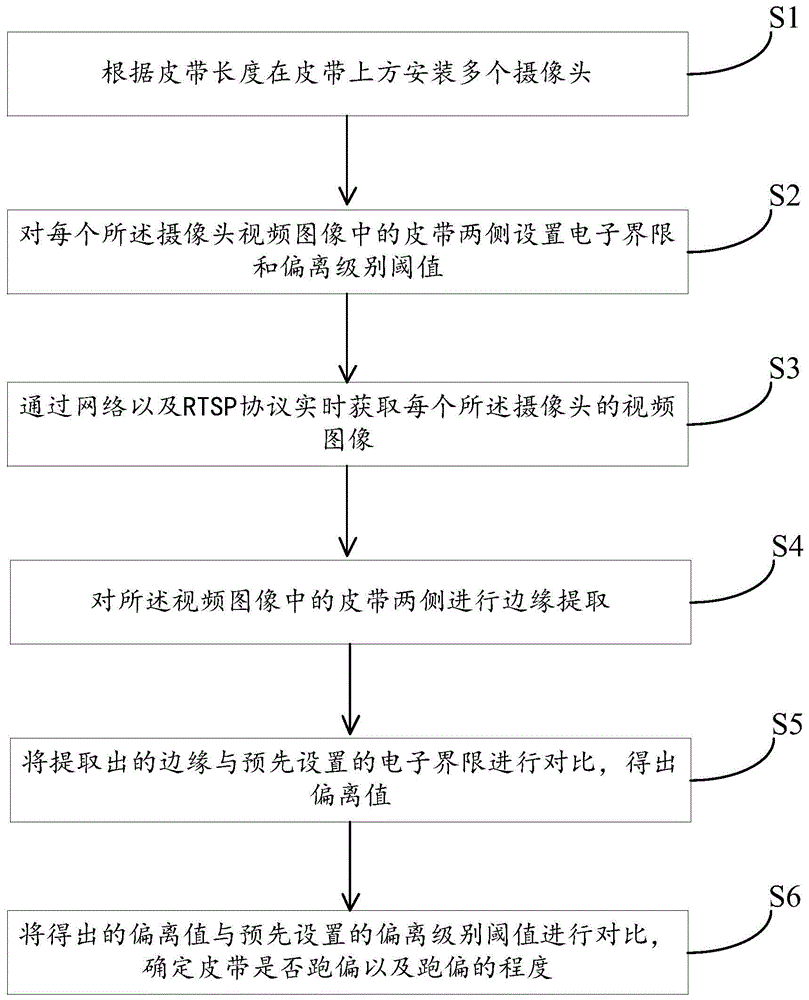 S1
根据皮带长度在皮带上方安装多个摄像头
S2
对每个所述摄像头视频图像中的皮带两侧设置电子界限
和偏离级别阈值
S3
通过网络以及RTSP协议实时获取每个所述摄像头的视频
图像
S4
对所述视频图像中的皮带两侧进行边缘提取
S5
将提取出的边缘与预先设置的电子界限进行对比，得出
偏离值
S6
将得出的偏离值与预先设置的偏离级别阈值进行对比，
确定皮带是否跑偏以及跑偏的程度